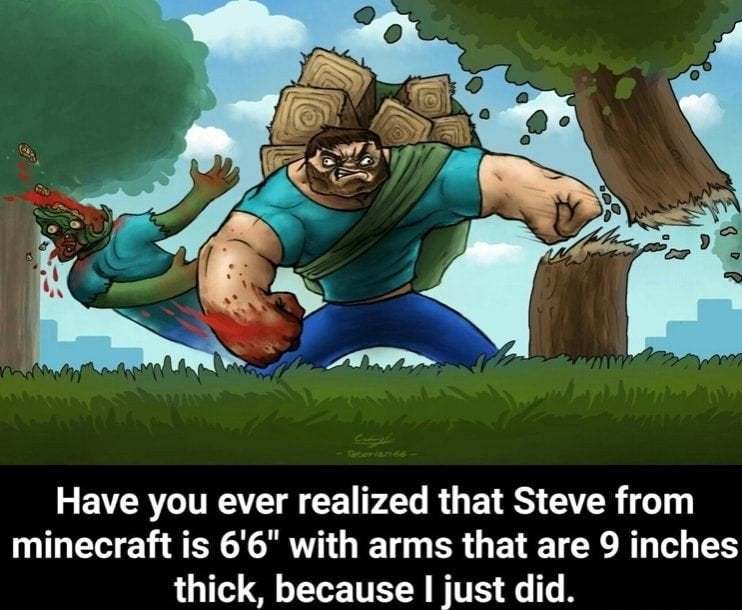 Have you ever realized that Steve from
minecraft is 6'6" with arms that are 9 inches
thick, because I just did.